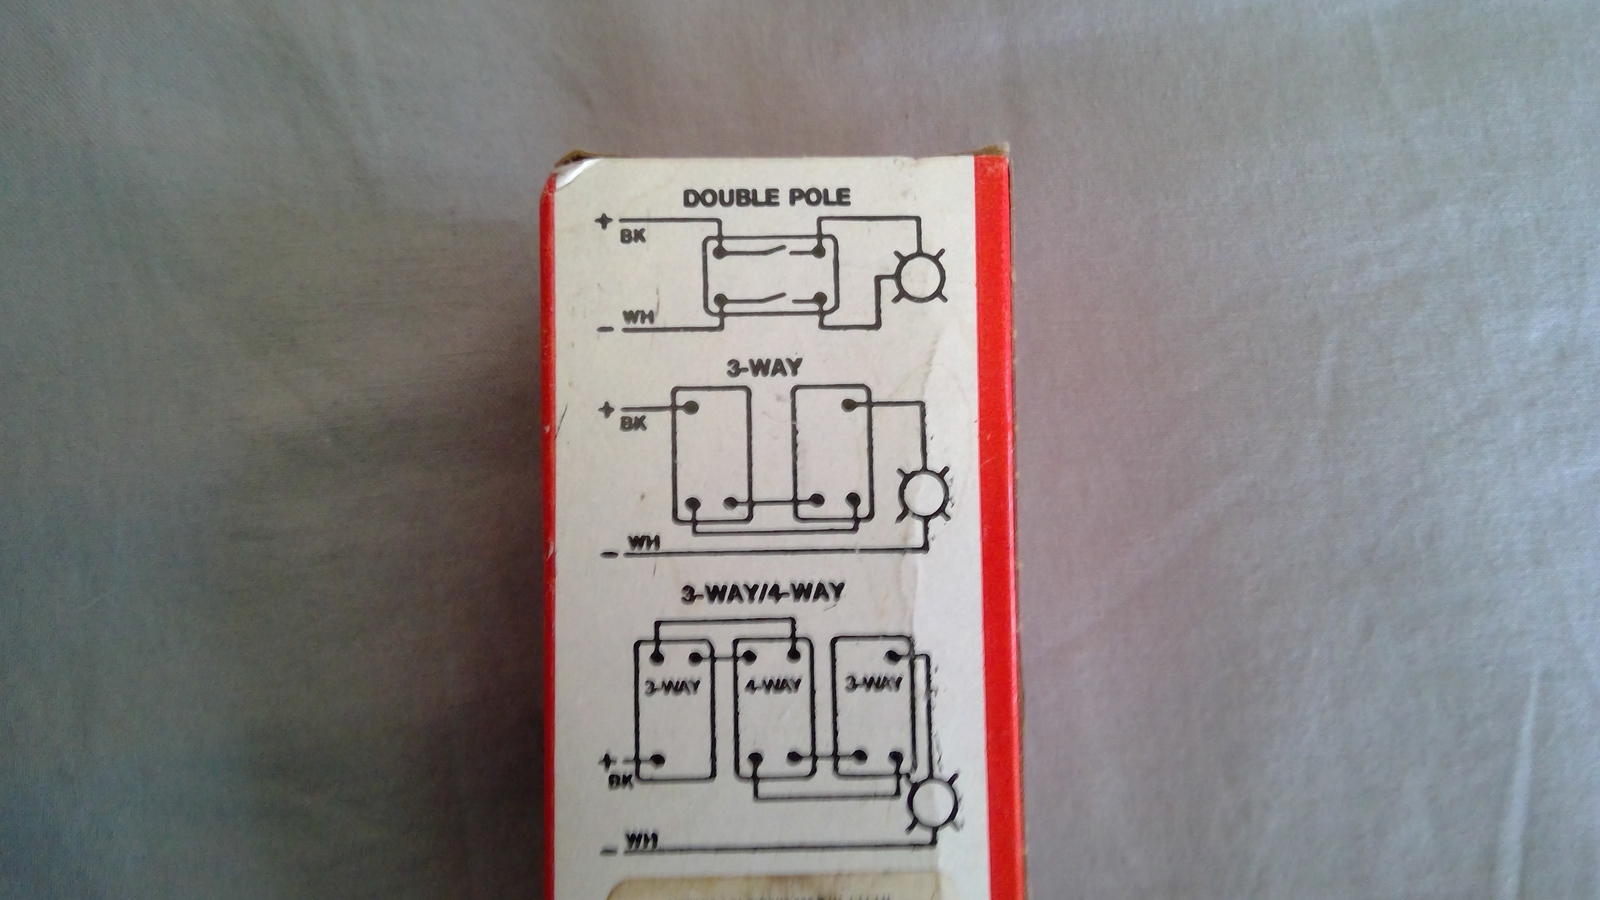 DOUBLE POLE
+ BK
– WH
3-WAY
+ BK
– WH
3-WAY/4-WAY
3-WAY 4-WAY 3-WAY
+ BK
– WH